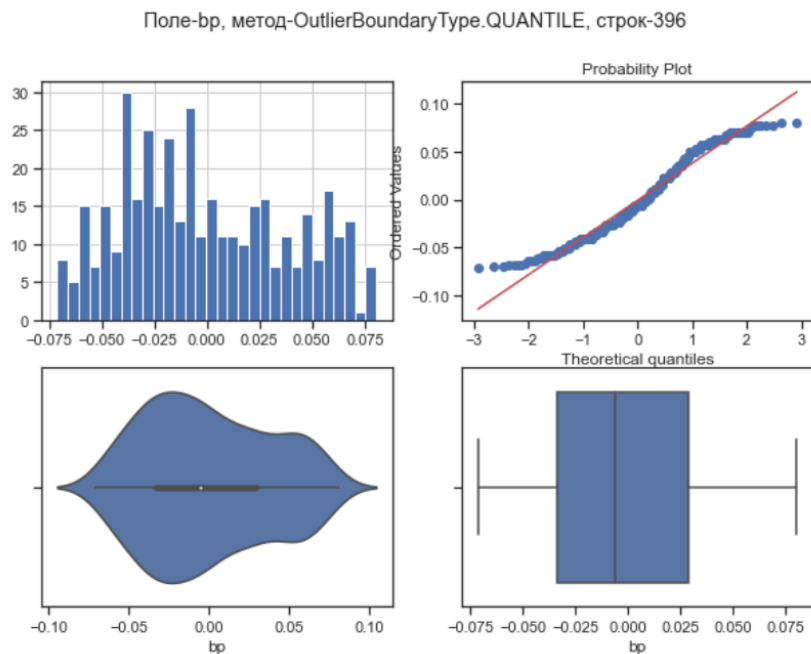 Поле-bp, метод-OutlierBoundaryType.QUANTILE, строк-396
Probability Plot
30
25
20
15
10
5
0
−0.075 −0.050 −0.025 0.000 0.025 0.050 0.075
Ordered Values
0.10
0.05
0.00
−0.05
−0.10
−3 −2 −1 0 1 2 3
Theoretical quantiles
−0.10 −0.05 0.00 0.05 0.10
bp
−0.075 −0.050 −0.025 0.000 0.025 0.050 0.075
bp